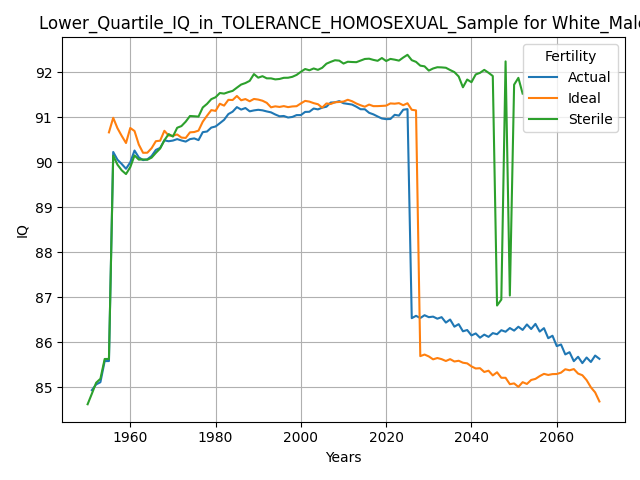 Lower_Quartile_IQ_in_TOLERANCE_HOMOSEXUAL_Sample for White_Male
Fertility
Actual
Ideal
Sterile
92
91
90
89
88
87
86
85
IQ
1960
1980
2000
2020
2040
2060
Years